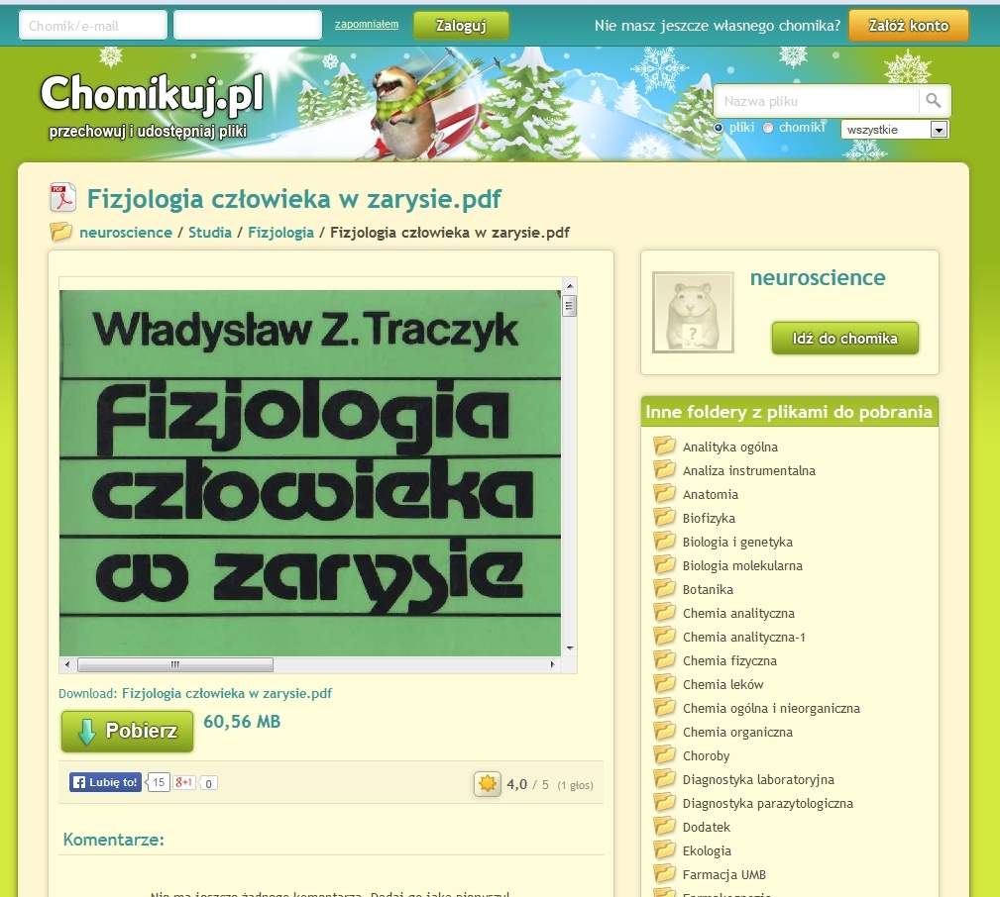 Chomik/e-mail
zapomniałem
Zaloguj
Nie masz jeszcze własnego chomika?
Załóż konto
Chomikuj.pl
przechowuj i udostępniaj pliki
Nazwa pliku
pliki chomiki
wszystkie
Fizjologia człowieka w zarysie.pdf
neuroscience / Studia / Fizjologia / Fizjologia człowieka w zarysie.pdf
Władysław Z. Traczyk
Fizjologia
człowieka
w zarysie
Download: Fizjologia człowieka w zarysie.pdf
Pobierz
60,56 MB
Lubię to!
15
g+1
0
4,0 / 5 (1 głos)
Komentarze:
Nie ma jeszcze żadnego komentarza. Dodaj go jako pierwszy!
neuroscience
?
Idź do chomika
Inne foldery z plikami do pobrania
Analityka ogólna
Analiza instrumentalna
Anatomia
Biofizyka
Biologia i genetyka
Biologia molekularna
Botanika
Chemia analityczna
Chemia analityczna-1
Chemia fizyczna
Chemia leków
Chemia ogólna i nieorganiczna
Chemia organiczna
Choroby
Diagnostyka laboratoryjna
Diagnostyka parazytologiczna
Dodatek
Ekologia
Farmacja UMB
Farmakognozja